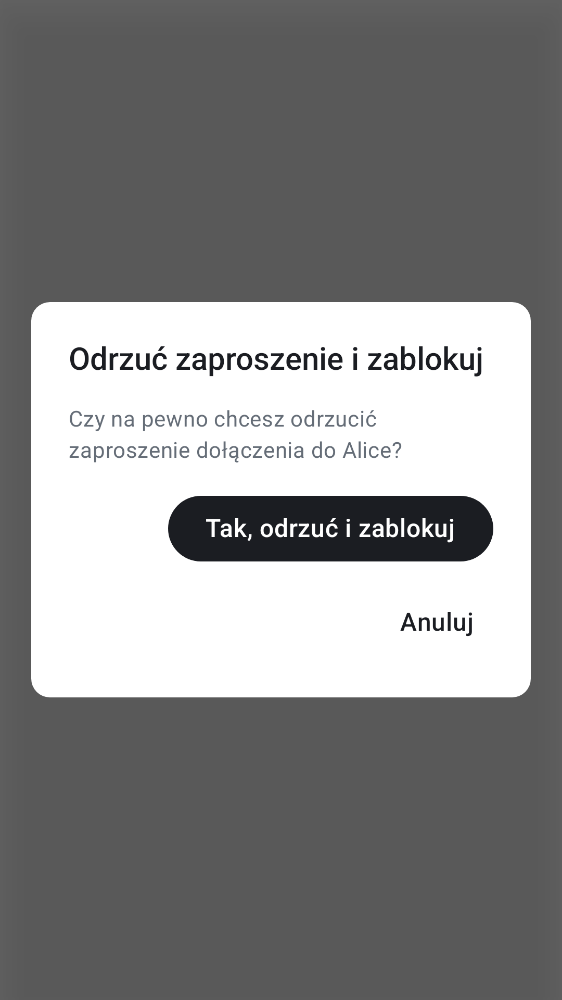 Odrzuć zaproszenie i zablokuj
Czy na pewno chcesz odrzucić
zaproszenie dołączenia do Alice?
Tak, odrzuć i zablokuj
Anuluj